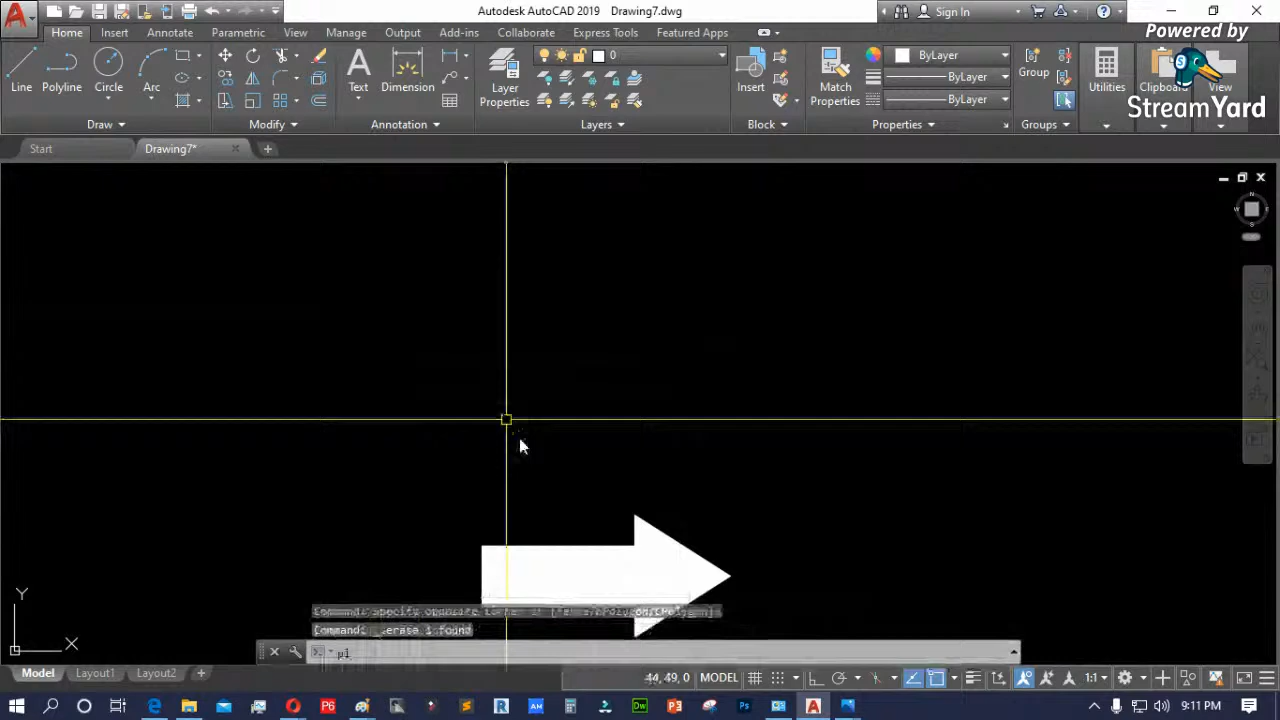 Autodesk AutoCAD 2019 Drawing7.dwg
Sign In
Home Insert Annotate Parametric View Manage Output Add-ins Collaborate Express Tools Featured Apps
Powered by
StreamYard
Line Polyline Circle Arc
Text Dimension
Layer Properties
0
Insert
Match Properties
ByLayer
ByLayer
ByLayer
Group
Utilities
Clipboard
View
Draw Modify Annotation Layers Block Properties Groups
Start Drawing7*
N
W
S
found
pl
Y
X
Model Layout1 Layout2
44, 49, 0 MODEL
1:1
9:11 PM